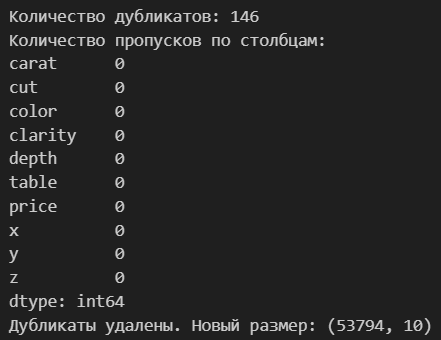 Количество дубликатов: 146
Количество пропусков по столбцам:
carat      0
cut        0
color      0
clarity    0
depth      0
table      0
price      0
x          0
y          0
z          0
dtype: int64
Дубликаты удалены. Новый размер: (53794, 10)